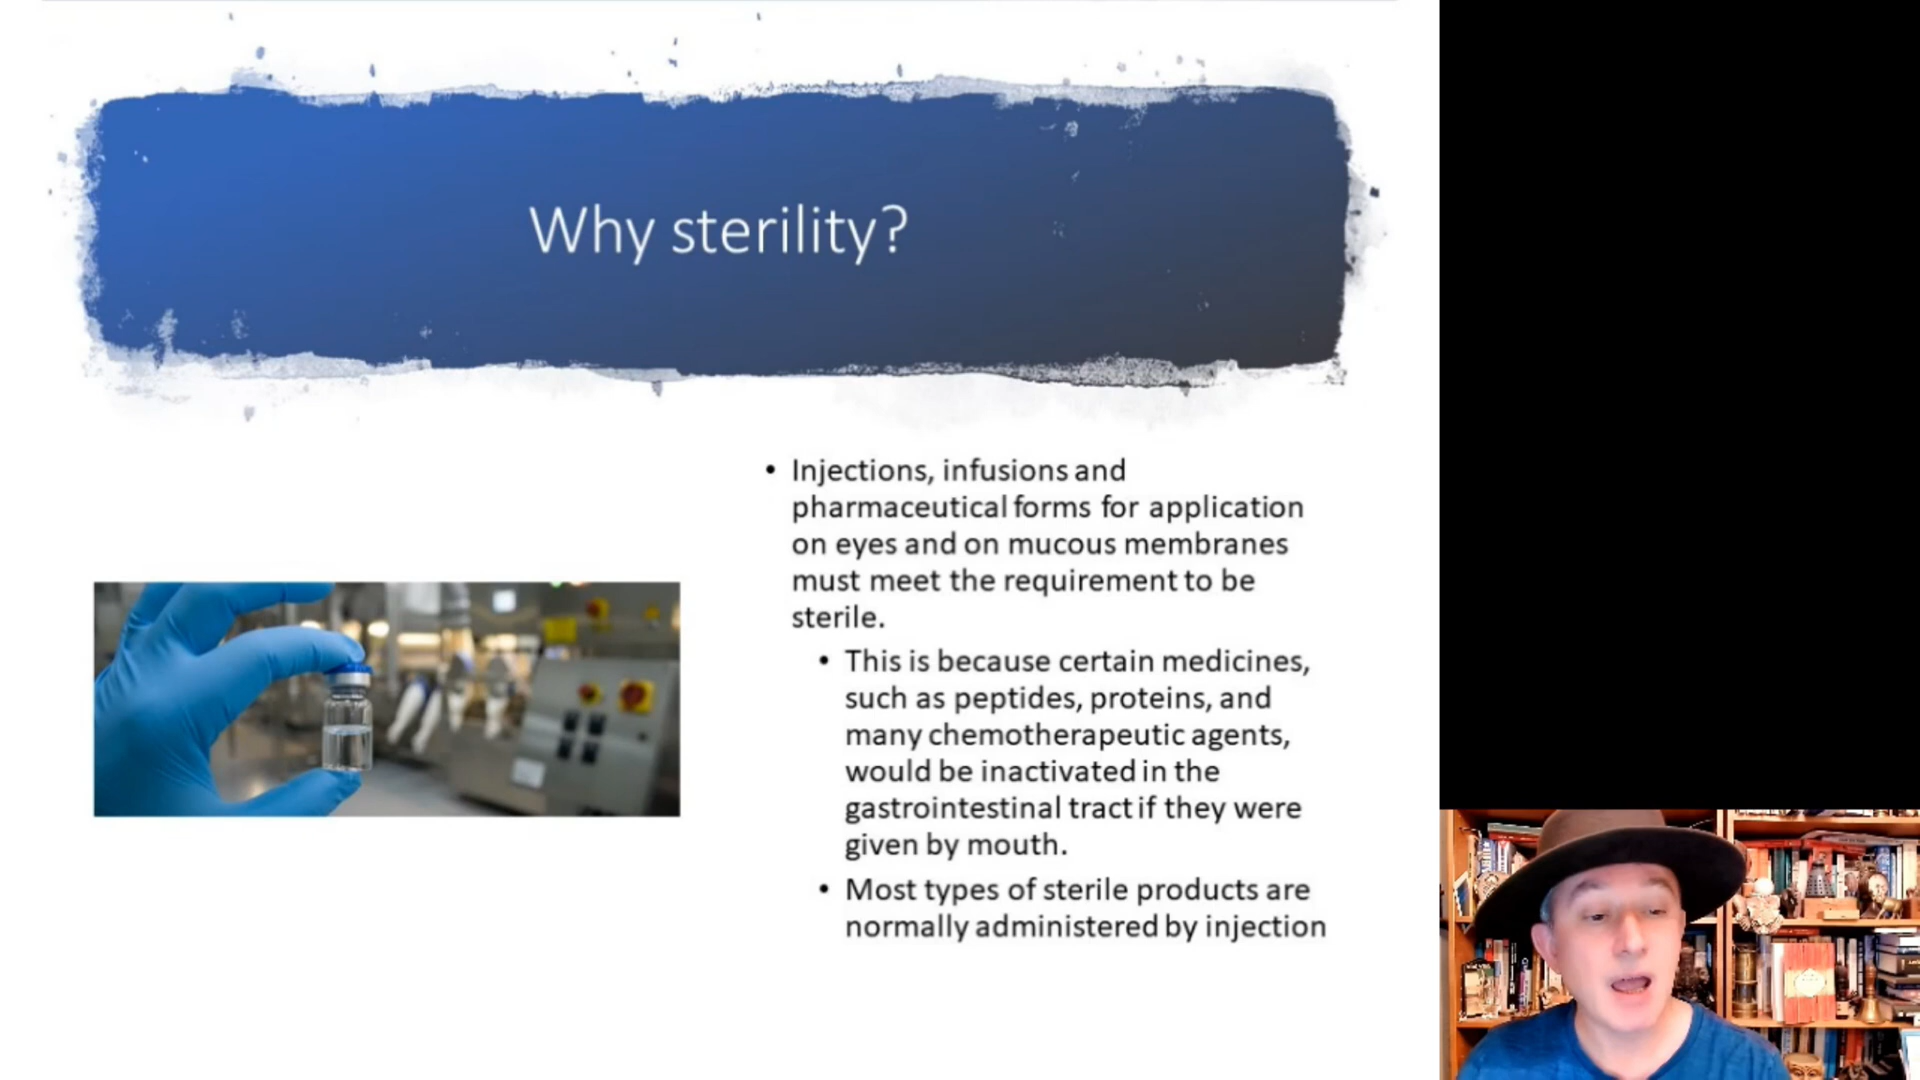 Why sterility?
• Injections, infusions and
pharmaceutical forms for application
on eyes and on mucous membranes
must meet the requirement to be
sterile.
• This is because certain medicines,
such as peptides, proteins, and
many chemotherapeutic agents,
would be inactivated in the
gastrointestinal tract if they were
given by mouth.
• Most types of sterile products are
normally administered by injection